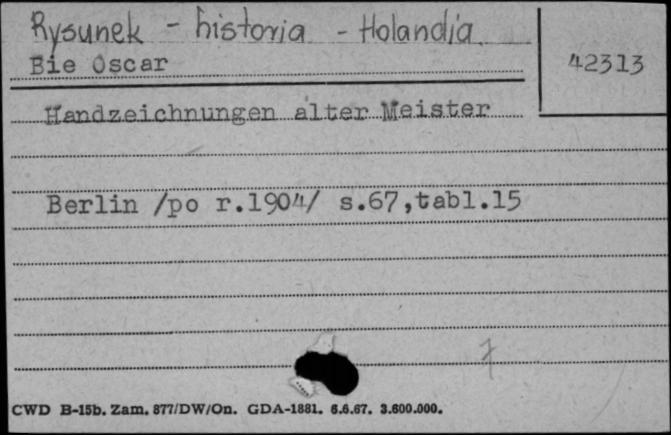 Rysunek - historia - Holandia
Bie Oscar
42313
Handzeichnungen alter Meister
Berlin /po r.1904/ s.67,tabl.15
7
CWD B-15b. Zam. 877/DW/On. GDA-1881. 6.6.67. 3.600.000.